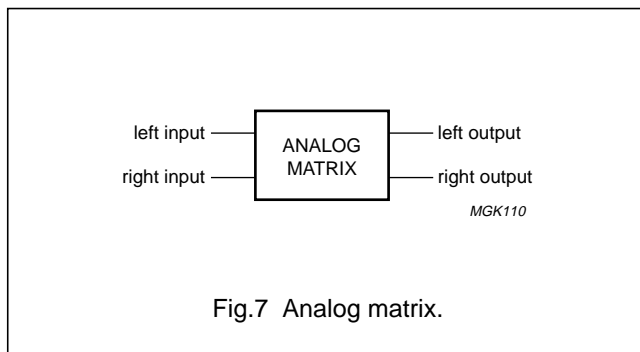 left input
ANALOG
MATRIX
left output
right input
right output
MGK110
Fig.7 Analog matrix.